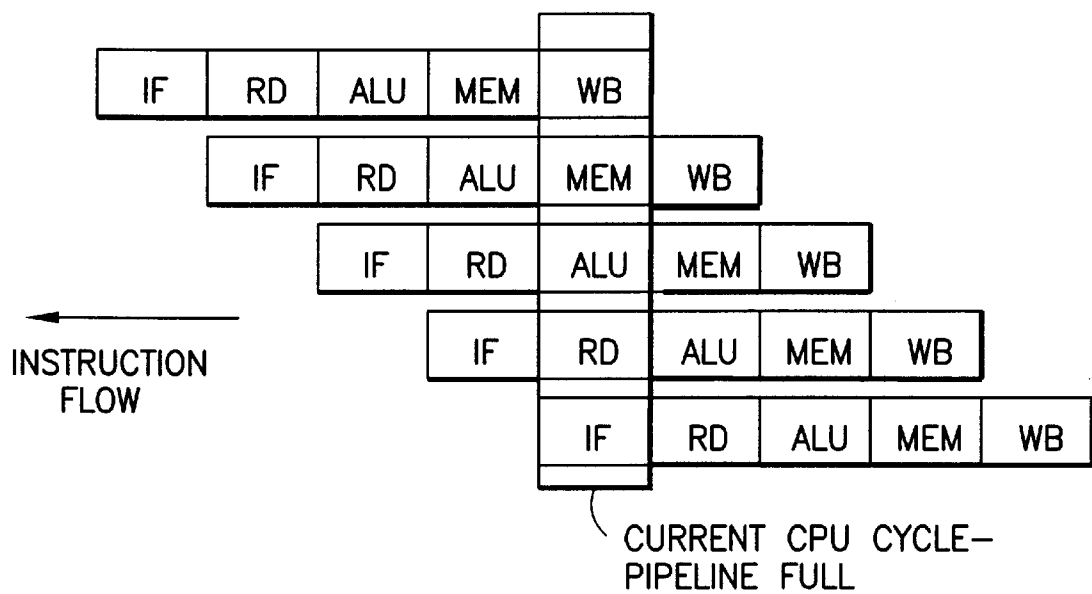 IF RD ALU MEM WB
IF RD ALU MEM WB
IF RD ALU MEM WB
IF RD ALU MEM WB
INSTRUCTION
FLOW
IF RD ALU MEM WB
CURRENT CPU CYCLE–
PIPELINE FULL